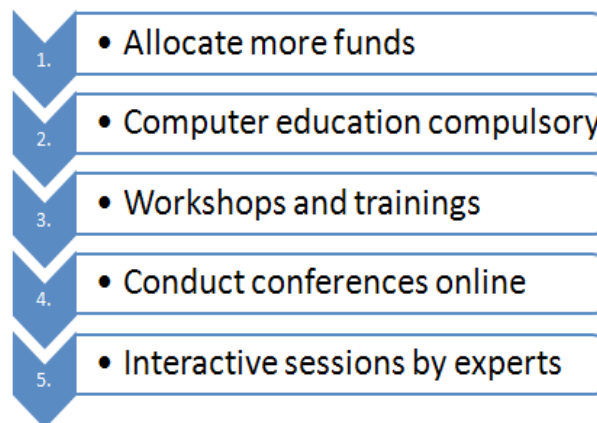 1. • Allocate more funds
2. • Computer education compulsory
3. • Workshops and trainings
4. • Conduct conferences online
5. • Interactive sessions by experts